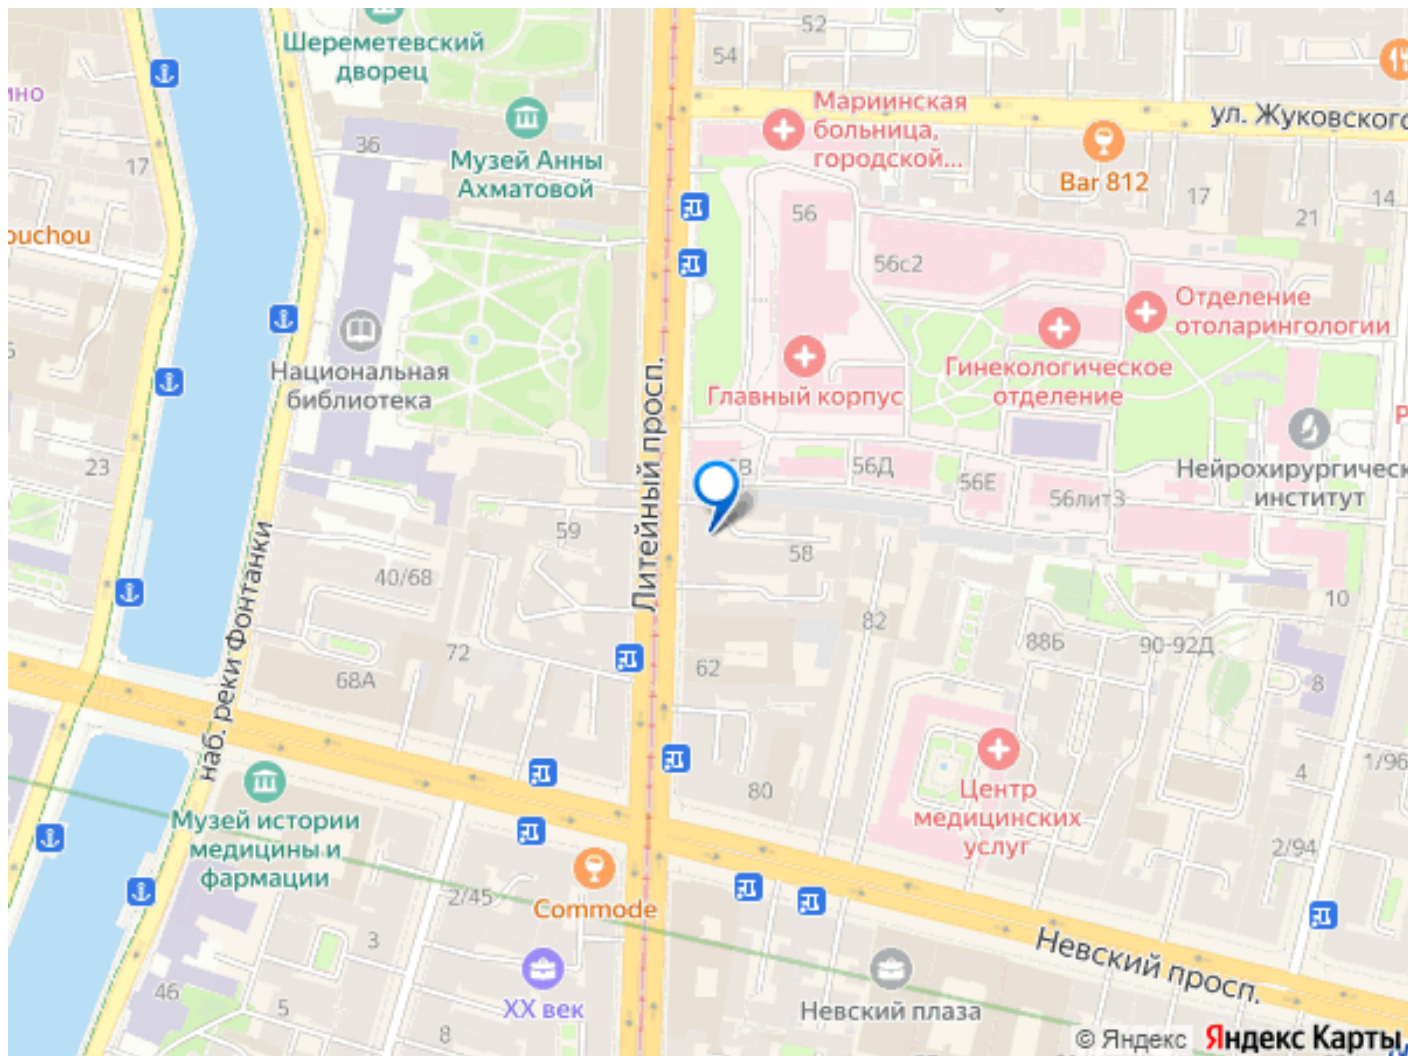 52
54
Шереметевский
дворец
ино
Мариинская
больница,
городской...
ул. Жуковского
36
17
Музей Анны
Ахматовой
Bar 812
56
17
21
14
ouchou
56с2
Отделение
отоларингологии
Национальная
библиотека
Гинекологическое
отделение
Главный корпус
Литейный просп.
23
56Д
56Е
56литЗ
Нейрохирургическ
институт
59
58
40/68
82
10
наб. реки Фонтанки
72
62
88Б
90-92Д
68А
8
80
4
1/96
Центр
медицинских
услуг
Музей истории
медицины и
фармации
2/94
2/45
Commode
3
Невский просп.
46
5
XX век
Невский плаза
8
© Яндекс Яндекс Карты